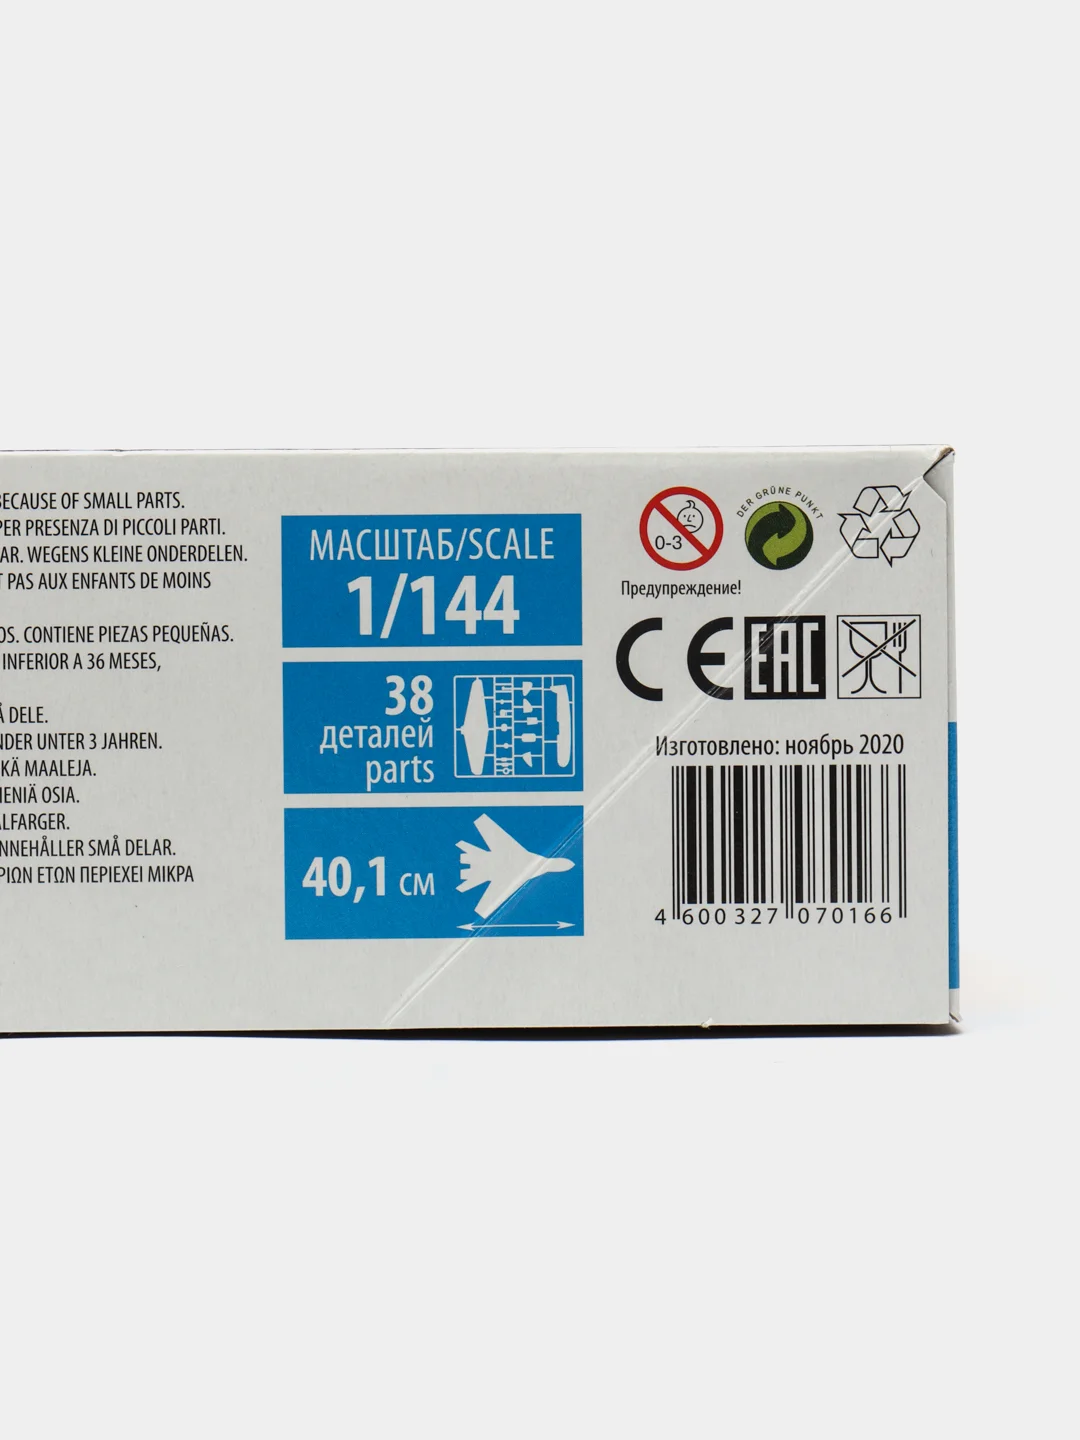 BECAUSE OF SMALL PARTS.
PER PRESENZA DI PICCOLI PARTI.
AR. WEGENS KLEINE ONDERDELEN.
T PAS AUX ENFANTS DE MOINS
OS. CONTIENE PIEZAS PEQUEÑAS.
INFERIOR A 36 MESES,
Å DELE.
NDER UNTER 3 JAHREN.
KÄ MAALEJA.
IENIÄ OSIA.
ALFARGER.
NNEHÅLLER SMÅ DELAR.
ΡΙΩΝ ΕΤΩΝ ΠΕΡΙΕΧΕΙ ΜΙΚΡΑ
МАСШТАБ/SCALE
1/144
38
деталей
parts
40,1 см
0-3
DER GRÜNE PUNKT
Предупреждение!
CE EAC
Изготовлено: ноябрь 2020
4 600327 070166